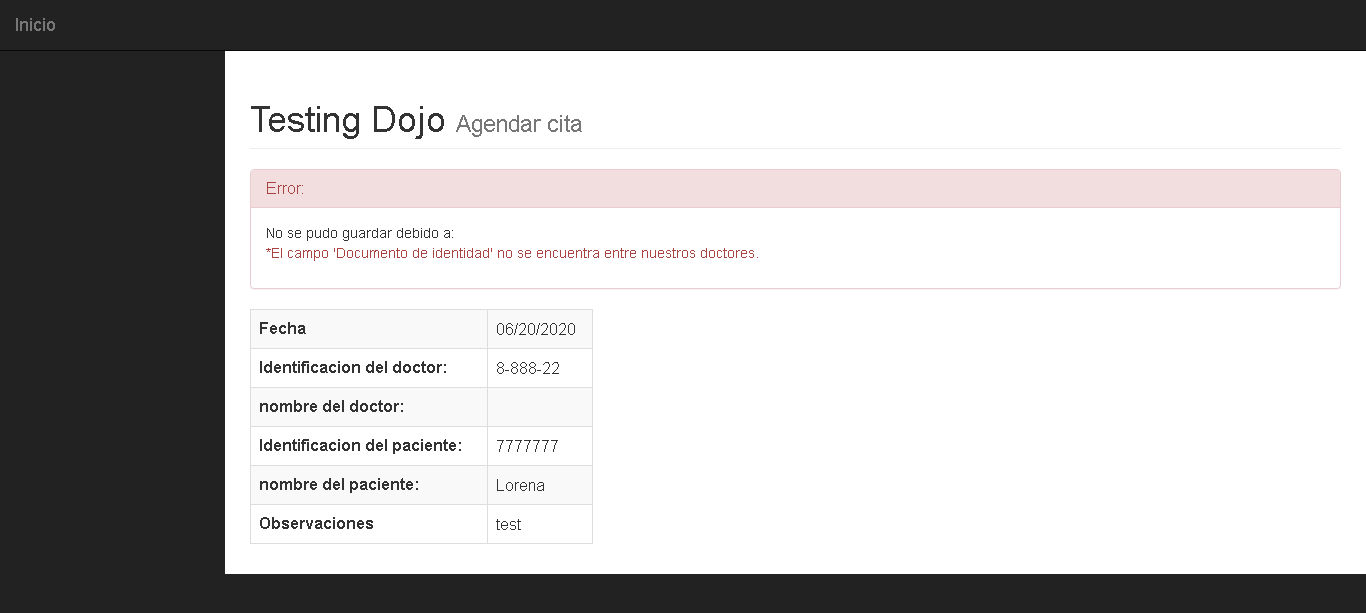 Inicio
Testing Dojo Agendar cita
Error:
No se pudo guardar debido a:
*El campo 'Documento de identidad' no se encuentra entre nuestros doctores.
Fecha 06/20/2020
Identificacion del doctor: 8-888-22
nombre del doctor:
Identificacion del paciente: 7777777
nombre del paciente: Lorena
Observaciones test